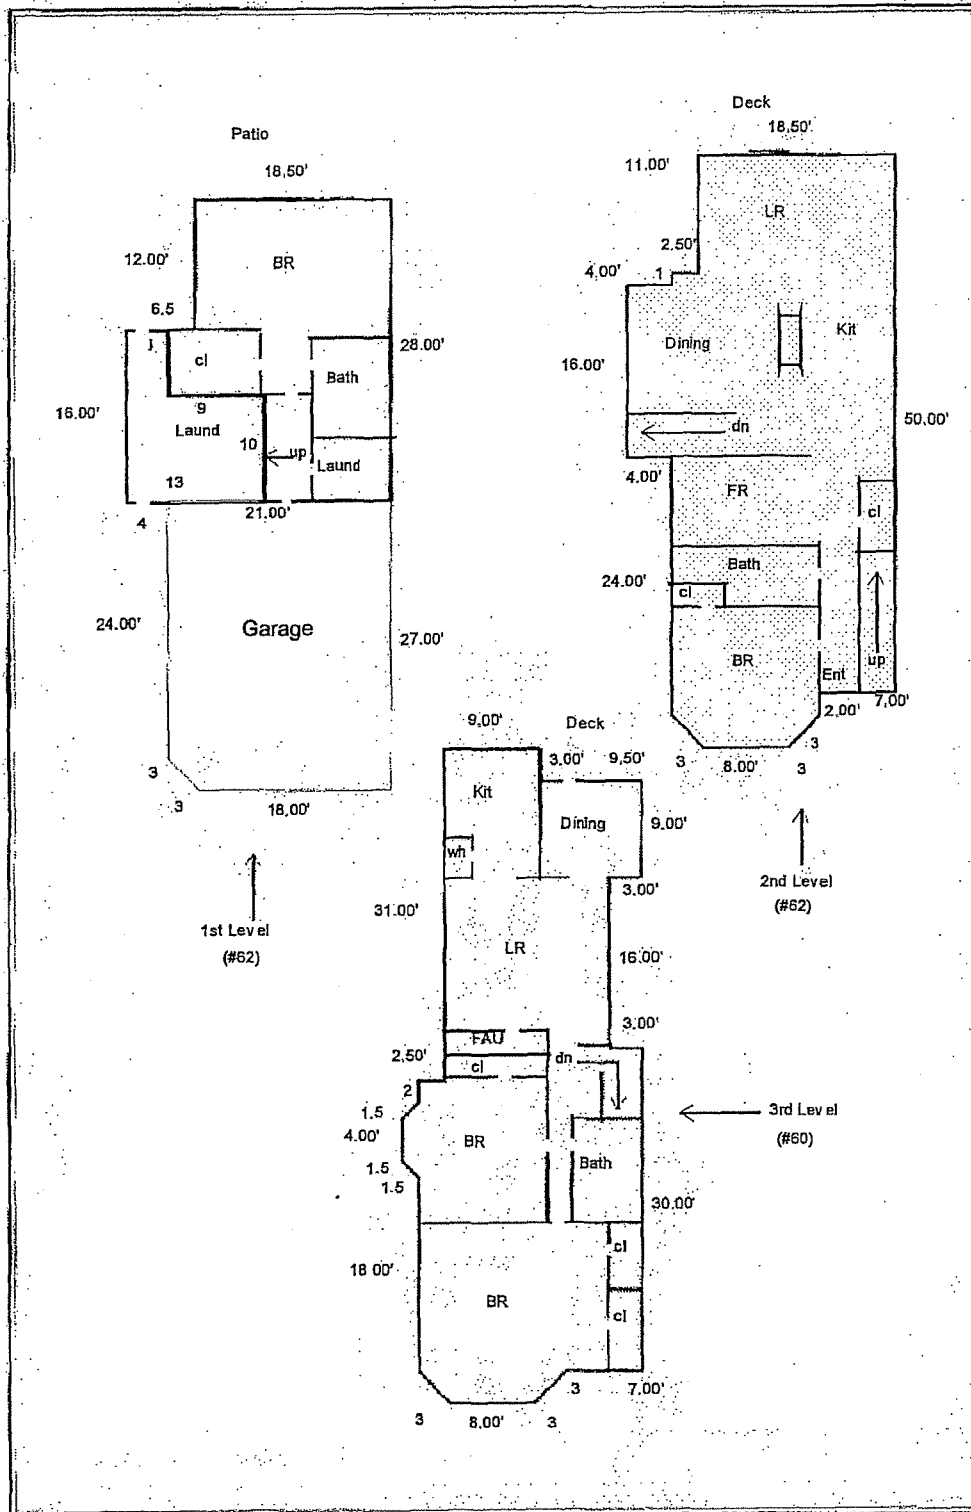 Patio
18.50'
12.00'
BR
6.5
1
cl
28.00'
Bath
16.00'
9
Laund
10
up
Laund
13
4
21.00'
24.00'
Garage
27.00'
3
3
18.00'
1st Level
(#62)
Deck
18.50'
11.00'
LR
2.50'
4.00'
1
Dining
Kit
16.00'
dn
50.00'
4.00'
FR
cl
Bath
24.00'
cl
BR
Ent
up
2.00'
7.00'
3
8.00'
3
3
2nd Level
(#62)
9.00'
Deck
3.00'
9.50'
Kit
Dining
9.00'
wh
3.00'
31.00'
LR
16.00'
3.00'
FAU
2.50'
cl
dn
2
1.5
4.00'
BR
1.5
1.5
Bath
3rd Level
(#60)
30.00'
cl
18.00'
BR
cl
3
7.00'
3
8.00'
3